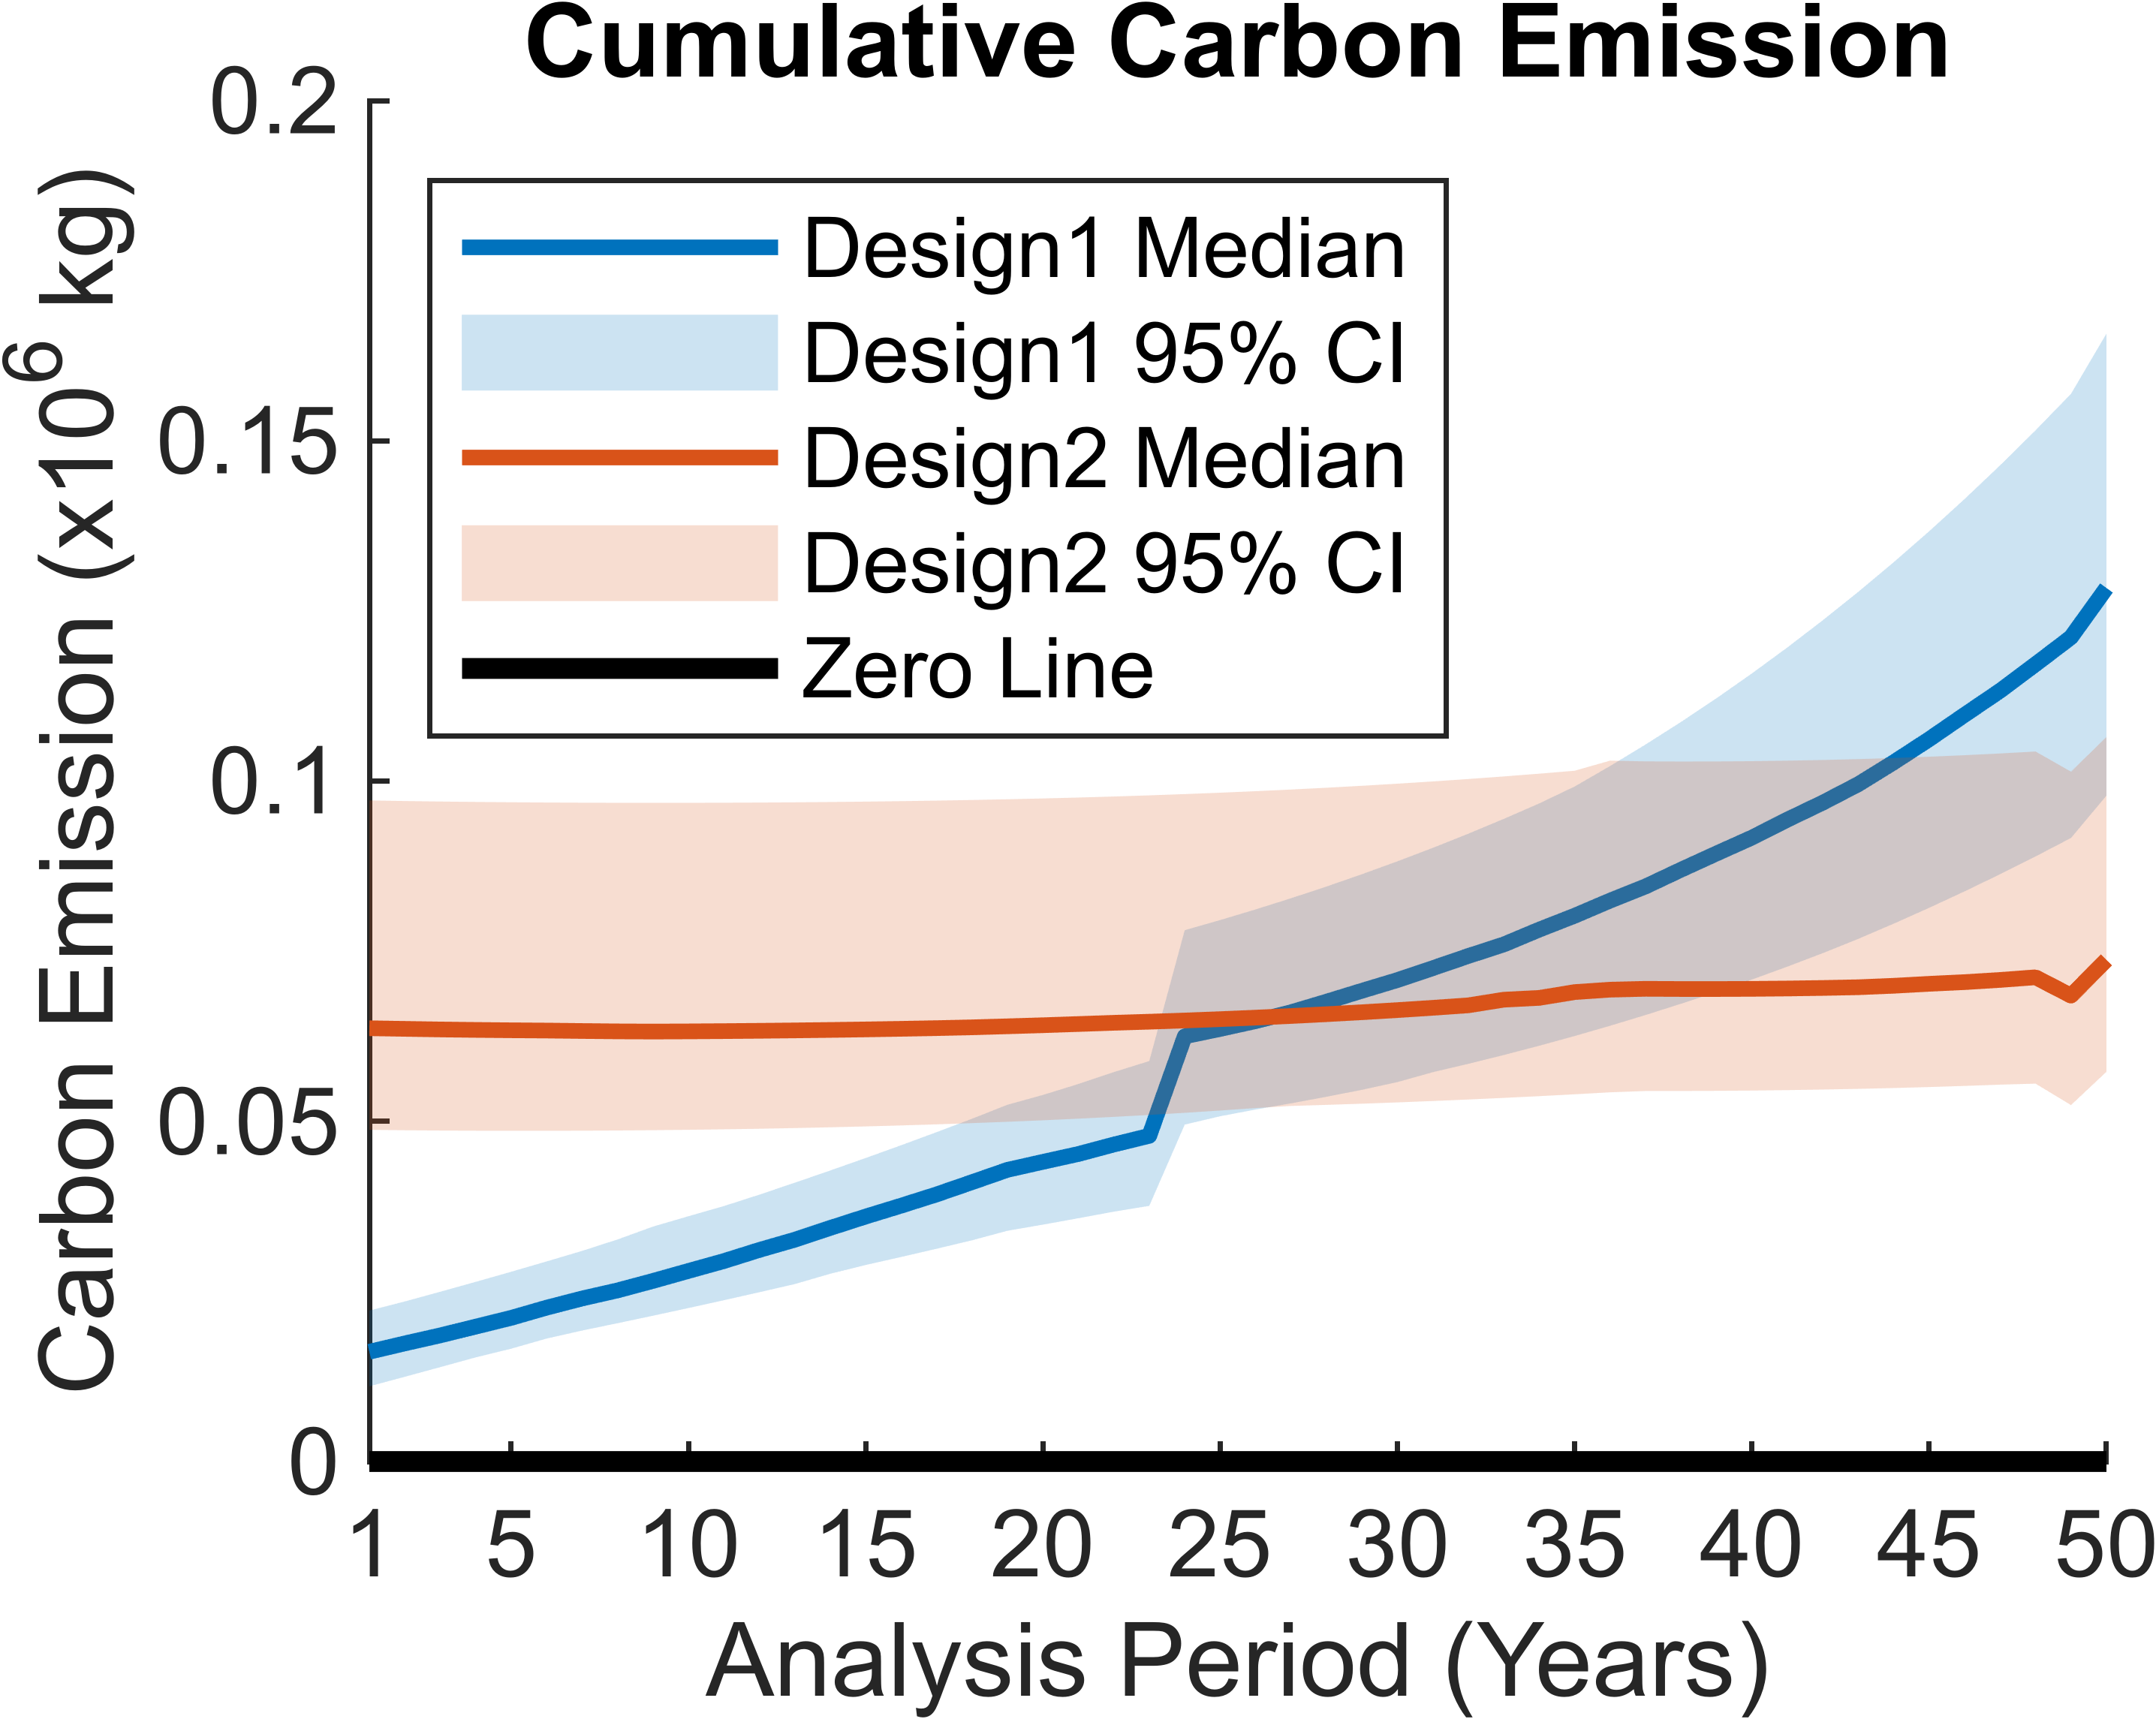 Cumulative Carbon Emission
Carbon Emission (x10⁶ kg)
0.2
0.15
0.1
0.05
0
Design1 Median
Design1 95% CI
Design2 Median
Design2 95% CI
Zero Line
1 5 10 15 20 25 30 35 40 45 50
Analysis Period (Years)